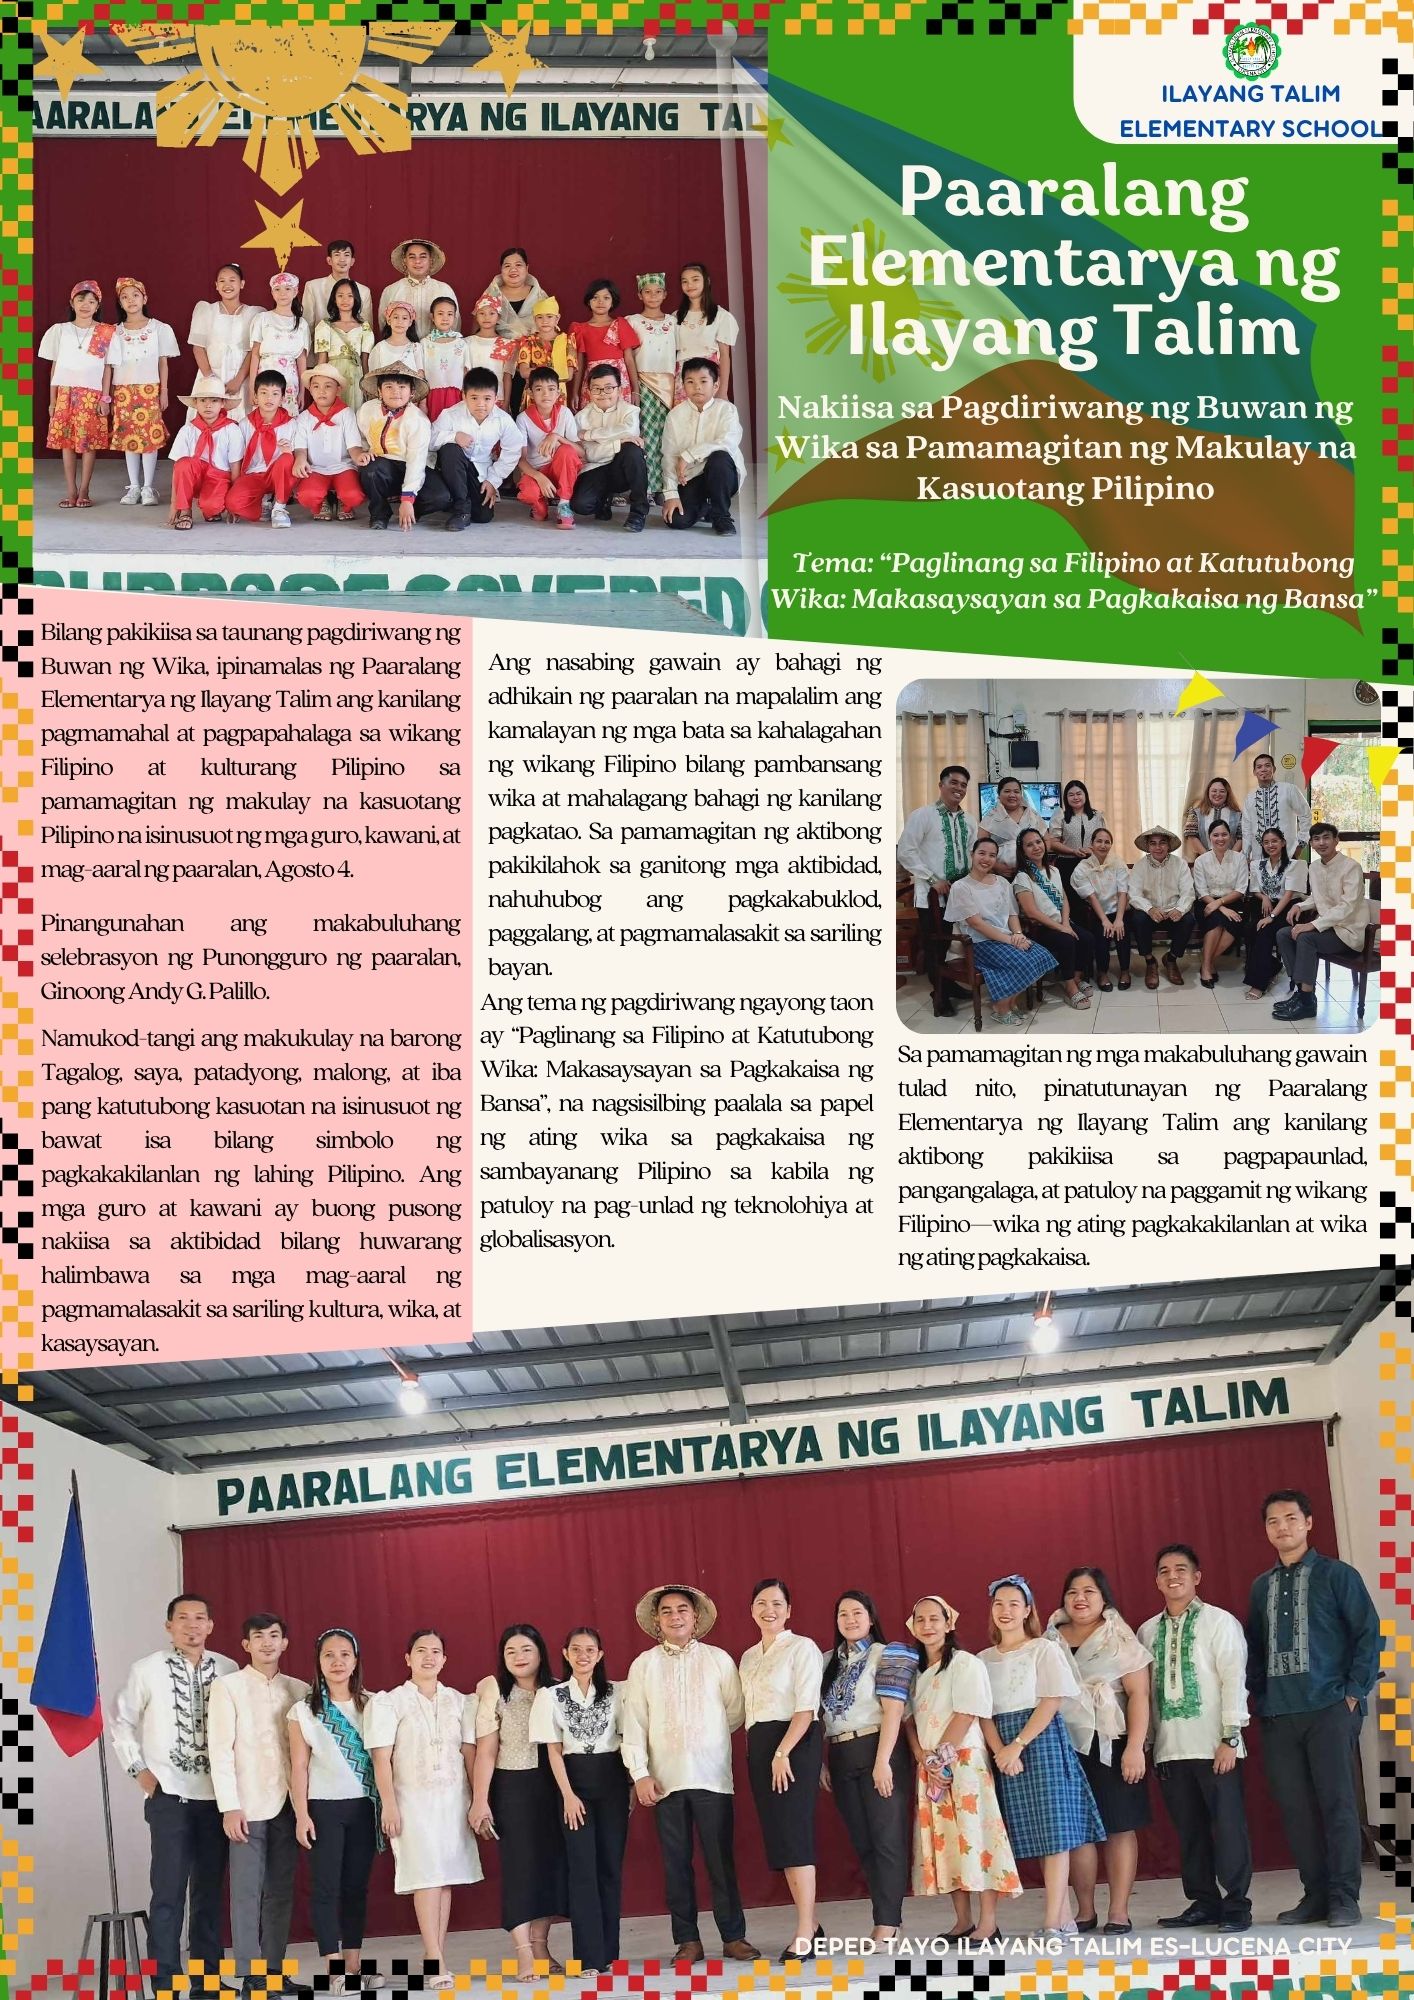 AARALA ELEMENTARYA NG ILAYANG TAL
ILAYANG TALIM
ELEMENTARY SCHOOL
Paaralang
Elementarya ng
Ilayang Talim
Nakiisa sa Pagdiriwang ng Buwan ng
Wika sa Pamamagitan ng Makulay na
Kasuotang Pilipino
Tema: “Paglinang sa Filipino at Katutubong
Wika: Makasaysayan sa Pagkakaisa ng Bansa”
PURPOSE COVERED
Bilang pakikiisa sa taunang pagdiriwang ng
Buwan ng Wika, ipinamalas ng Paaralang
Elementarya ng Ilayang Talim ang kanilang
pagmamahal at pagpapahalaga sa wikang
Filipino at kulturang Pilipino sa
pamamagitan ng makulay na kasuotang
Pilipino na isinusuot ng mga guro, kawani, at
mag-aaral ng paaralan, Agosto 4.
Pinangunahan ang makabuluhang
selebrasyon ng Punongguro ng paaralan,
Ginoong Andy G. Palillo.
Namukod-tangi ang makukulay na barong
Tagalog, saya, patadyong, malong, at iba
pang katutubong kasuotan na isinusuot ng
bawat isa bilang simbolo ng
pagkakakilanlan ng lahing Pilipino. Ang
mga guro at kawani ay buong pusong
nakiisa sa aktibidad bilang huwarang
halimbawa sa mga mag-aaral ng
pagmamalasakit sa sariling kultura, wika, at
kasaysayan.
Ang nasabing gawain ay bahagi ng
adhikain ng paaralan na mapalalim ang
kamalayan ng mga bata sa kahalagahan
ng wikang Filipino bilang pambansang
wika at mahalagang bahagi ng kanilang
pagkatao. Sa pamamagitan ng aktibong
pakikilahok sa ganitong mga aktibidad,
nahuhubog ang pagkakabuklod,
paggalang, at pagmamalasakit sa sariling
bayan.
Ang tema ng pagdiriwang ngayong taon
ay “Paglinang sa Filipino at Katutubong
Wika: Makasaysayan sa Pagkakaisa ng
Bansa”, na nagsisilbing paalala sa papel
ng ating wika sa pagkakaisa ng
sambayanang Pilipino sa kabila ng
patuloy na pag-unlad ng teknolohiya at
globalisasyon.
Sa pamamagitan ng mga makabuluhang gawain
tulad nito, pinatutunayan ng Paaralang
Elementarya ng Ilayang Talim ang kanilang
aktibong pakikiisa sa pagpapaunlad,
pangangalaga, at patuloy na paggamit ng wikang
Filipino—wika ng ating pagkakakilanlan at wika
ng ating pagkakaisa.
PAARALANG ELEMENTARYA NG ILAYANG TALIM
DEPED TAYO ILAYANG TALIM ES-LUCENA CITY